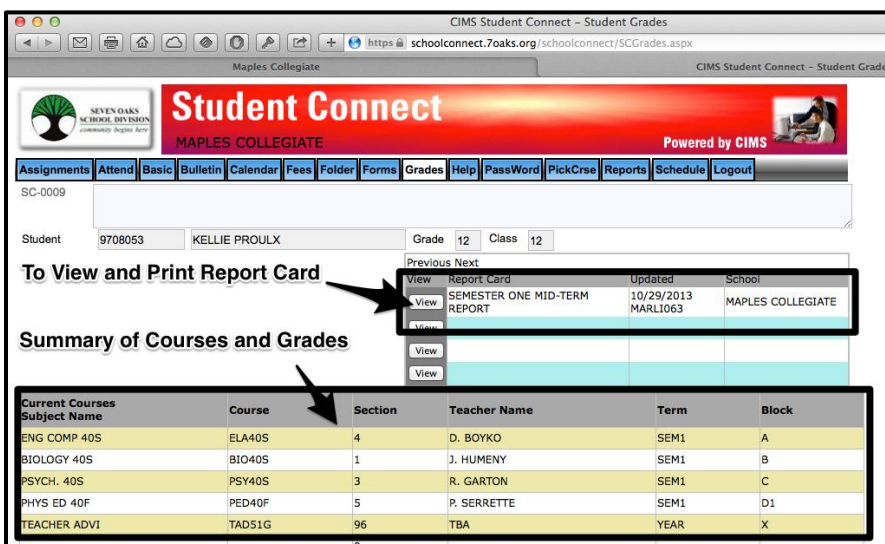 CIMS Student Connect – Student Grades
https schoolconnect.7oaks.org/schoolconnect/SCGrades.aspx
Maples Collegiate CIMS Student Connect – Student Grade
SEVEN OAKS
SCHOOL DIVISION
community begins here
Student Connect
MAPLES COLLEGIATE Powered by CIMS
Assignments Attend Basic Bulletin Calendar Fees Folder Forms Grades Help PassWord PickCrse Reports Schedule Logout
SC-0009
Student 9708053 KELLIE PROULX Grade 12 Class 12
Previous Next
To View and Print Report Card
View Report Card Updated School
View SEMESTER ONE MID-TERM REPORT 10/29/2013 MARLI063 MAPLES COLLEGIATE
View
Summary of Courses and Grades
View
View
Current Courses
Subject Name Course Section Teacher Name Term Block
ENG COMP 40S ELA40S 4 D. BOYKO SEM1 A
BIOLOGY 40S BIO40S 1 J. HUMENY SEM1 B
PSYCH. 40S PSY40S 3 R. GARTON SEM1 C
PHYS ED 40F PED40F 5 P. SERRETTE SEM1 D1
TEACHER ADVI TAD51G 96 TBA YEAR X